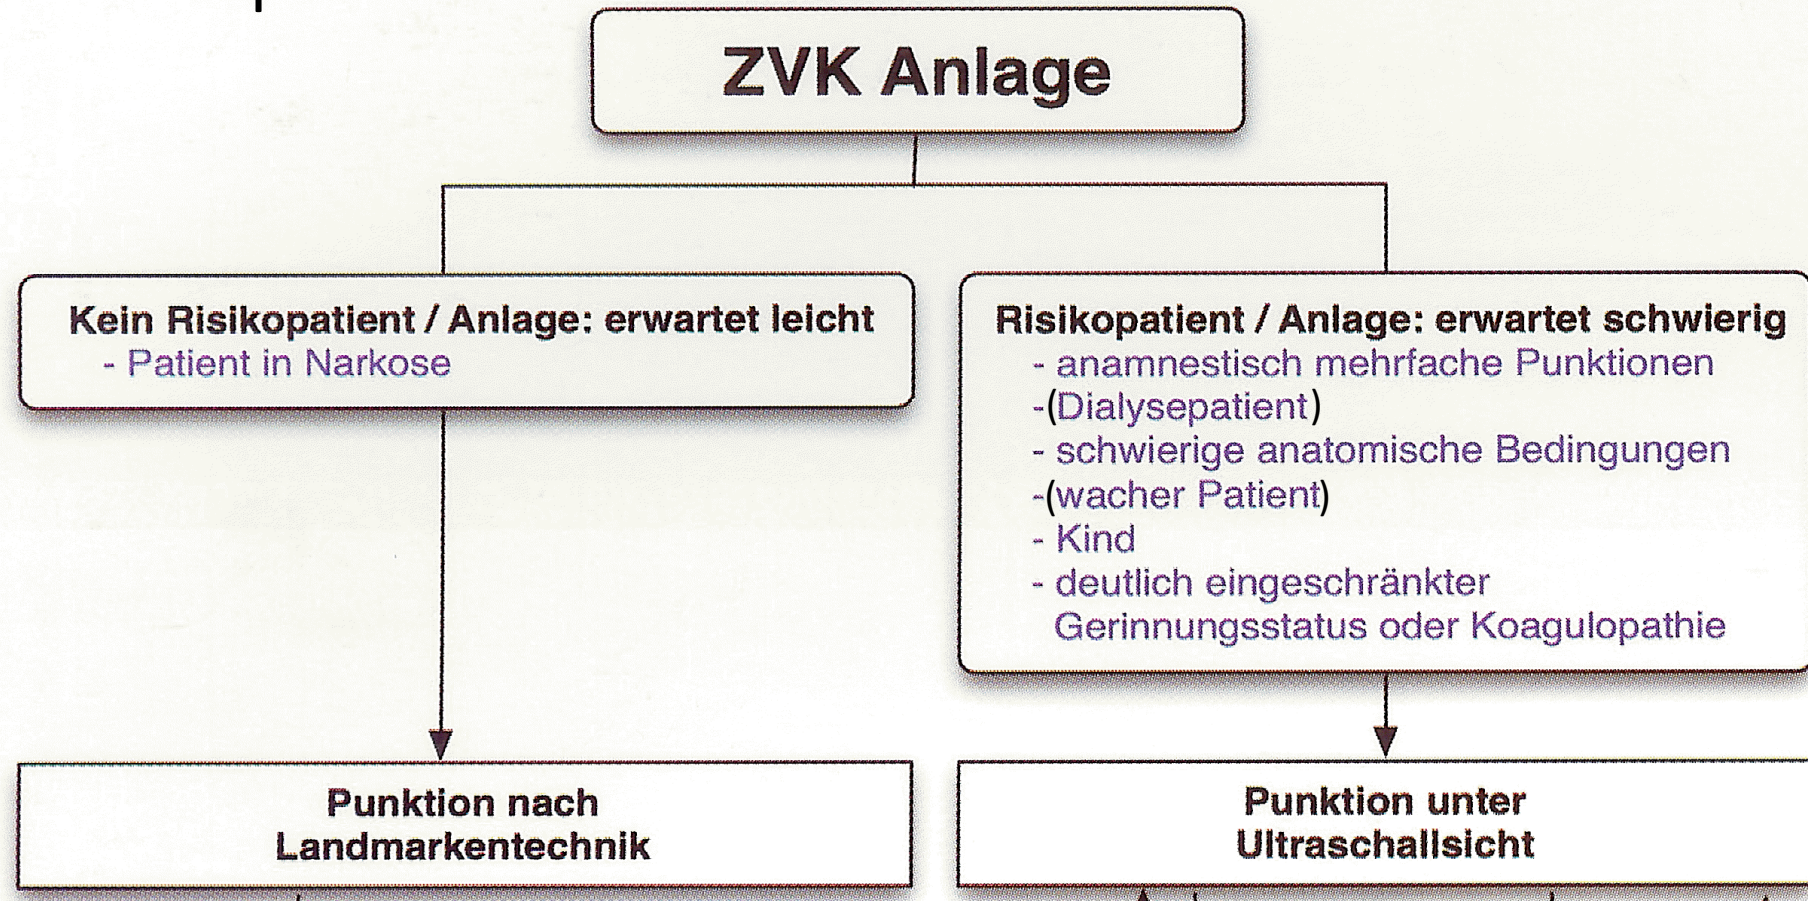 ZVK Anlage
Kein Risikopatient / Anlage: erwartet leicht
- Patient in Narkose
Risikopatient / Anlage: erwartet schwierig
- anamnestisch mehrfache Punktionen
-(Dialysepatient)
- schwierige anatomische Bedingungen
-(wacher Patient)
- Kind
- deutlich eingeschränkter
Gerinnungsstatus oder Koagulopathie
Punktion nach
Landmarkentechnik
Punktion unter
Ultraschallsicht